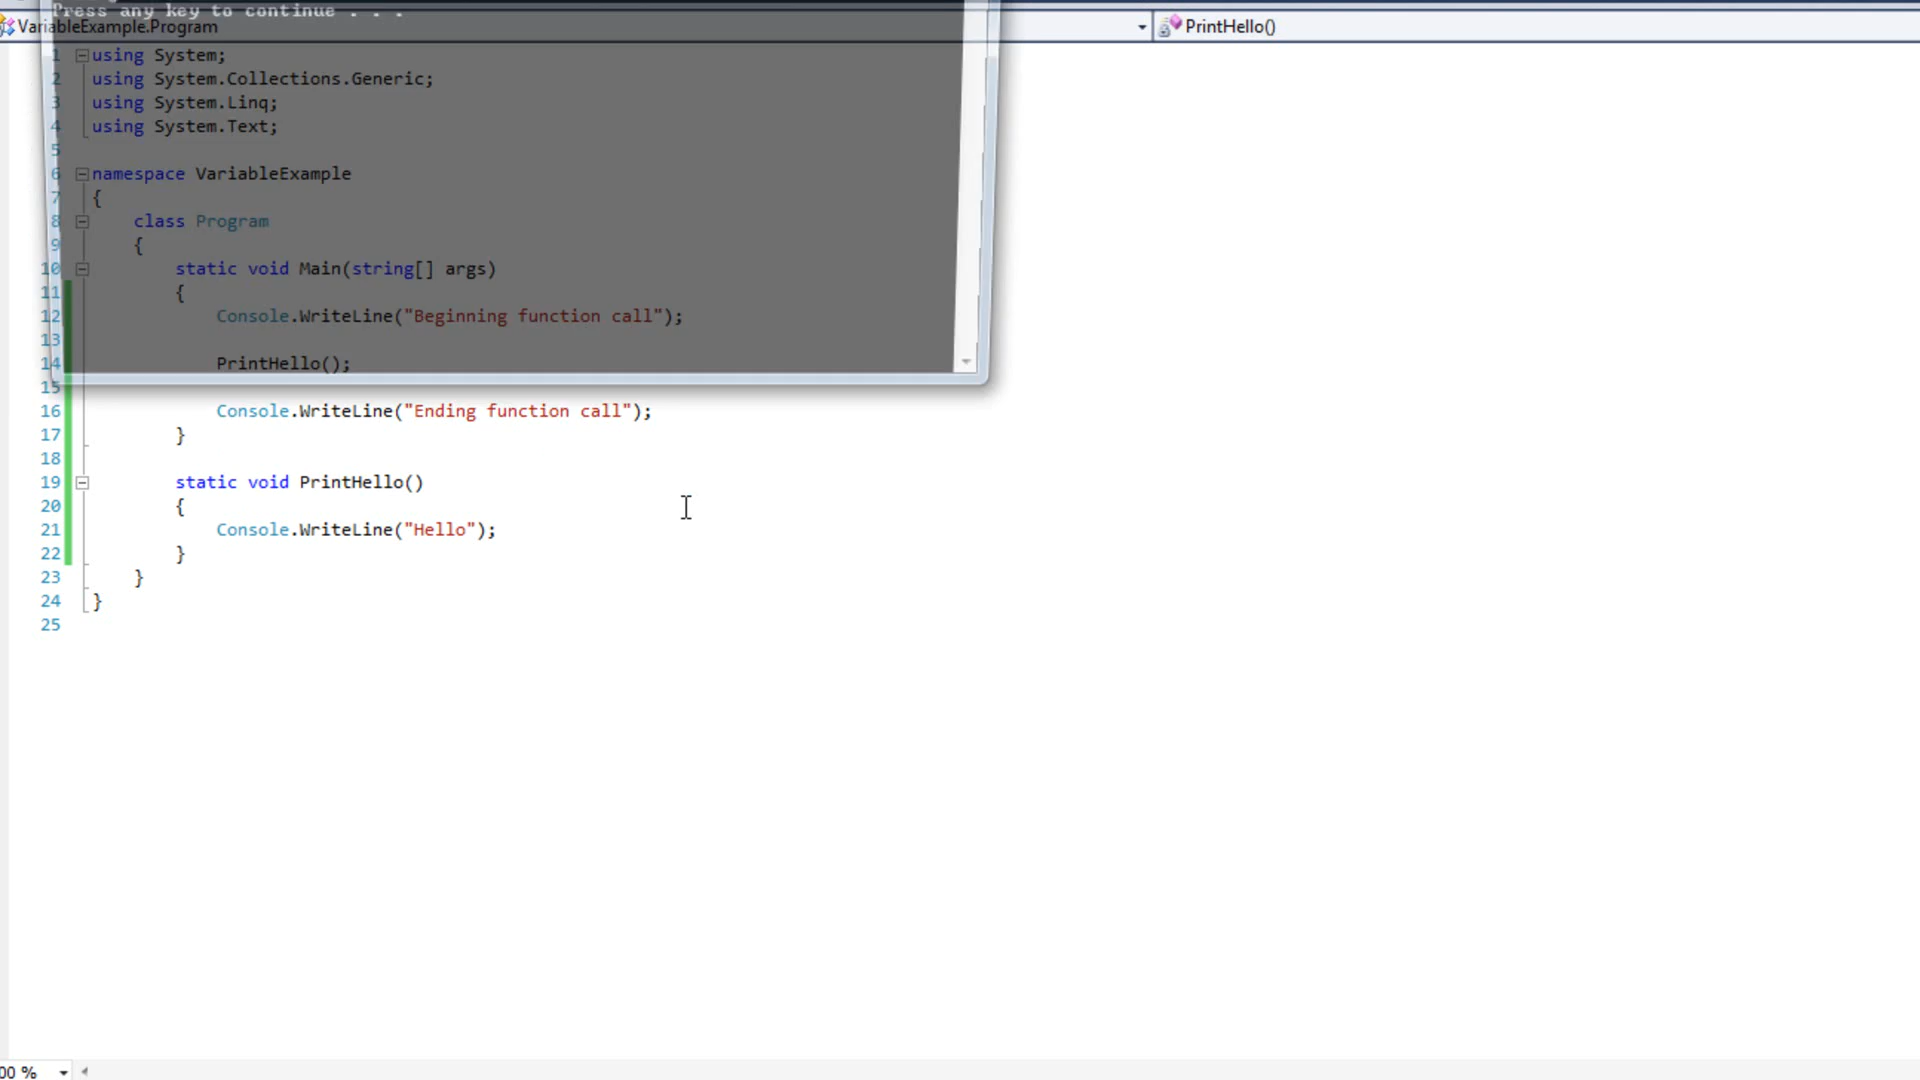 Press any key to continue . . .
VariableExample.Program
PrintHello()
1 using System;
2 using System.Collections.Generic;
3 using System.Linq;
4 using System.Text;
5
6 namespace VariableExample
7 {
8 class Program
9 {
10 static void Main(string[] args)
11 {
12 Console.WriteLine("Beginning function call");
13
14 PrintHello();
15
16 Console.WriteLine("Ending function call");
17 }
18
19 static void PrintHello()
20 {
21 Console.WriteLine("Hello");
22 }
23 }
24 }
25
00 %